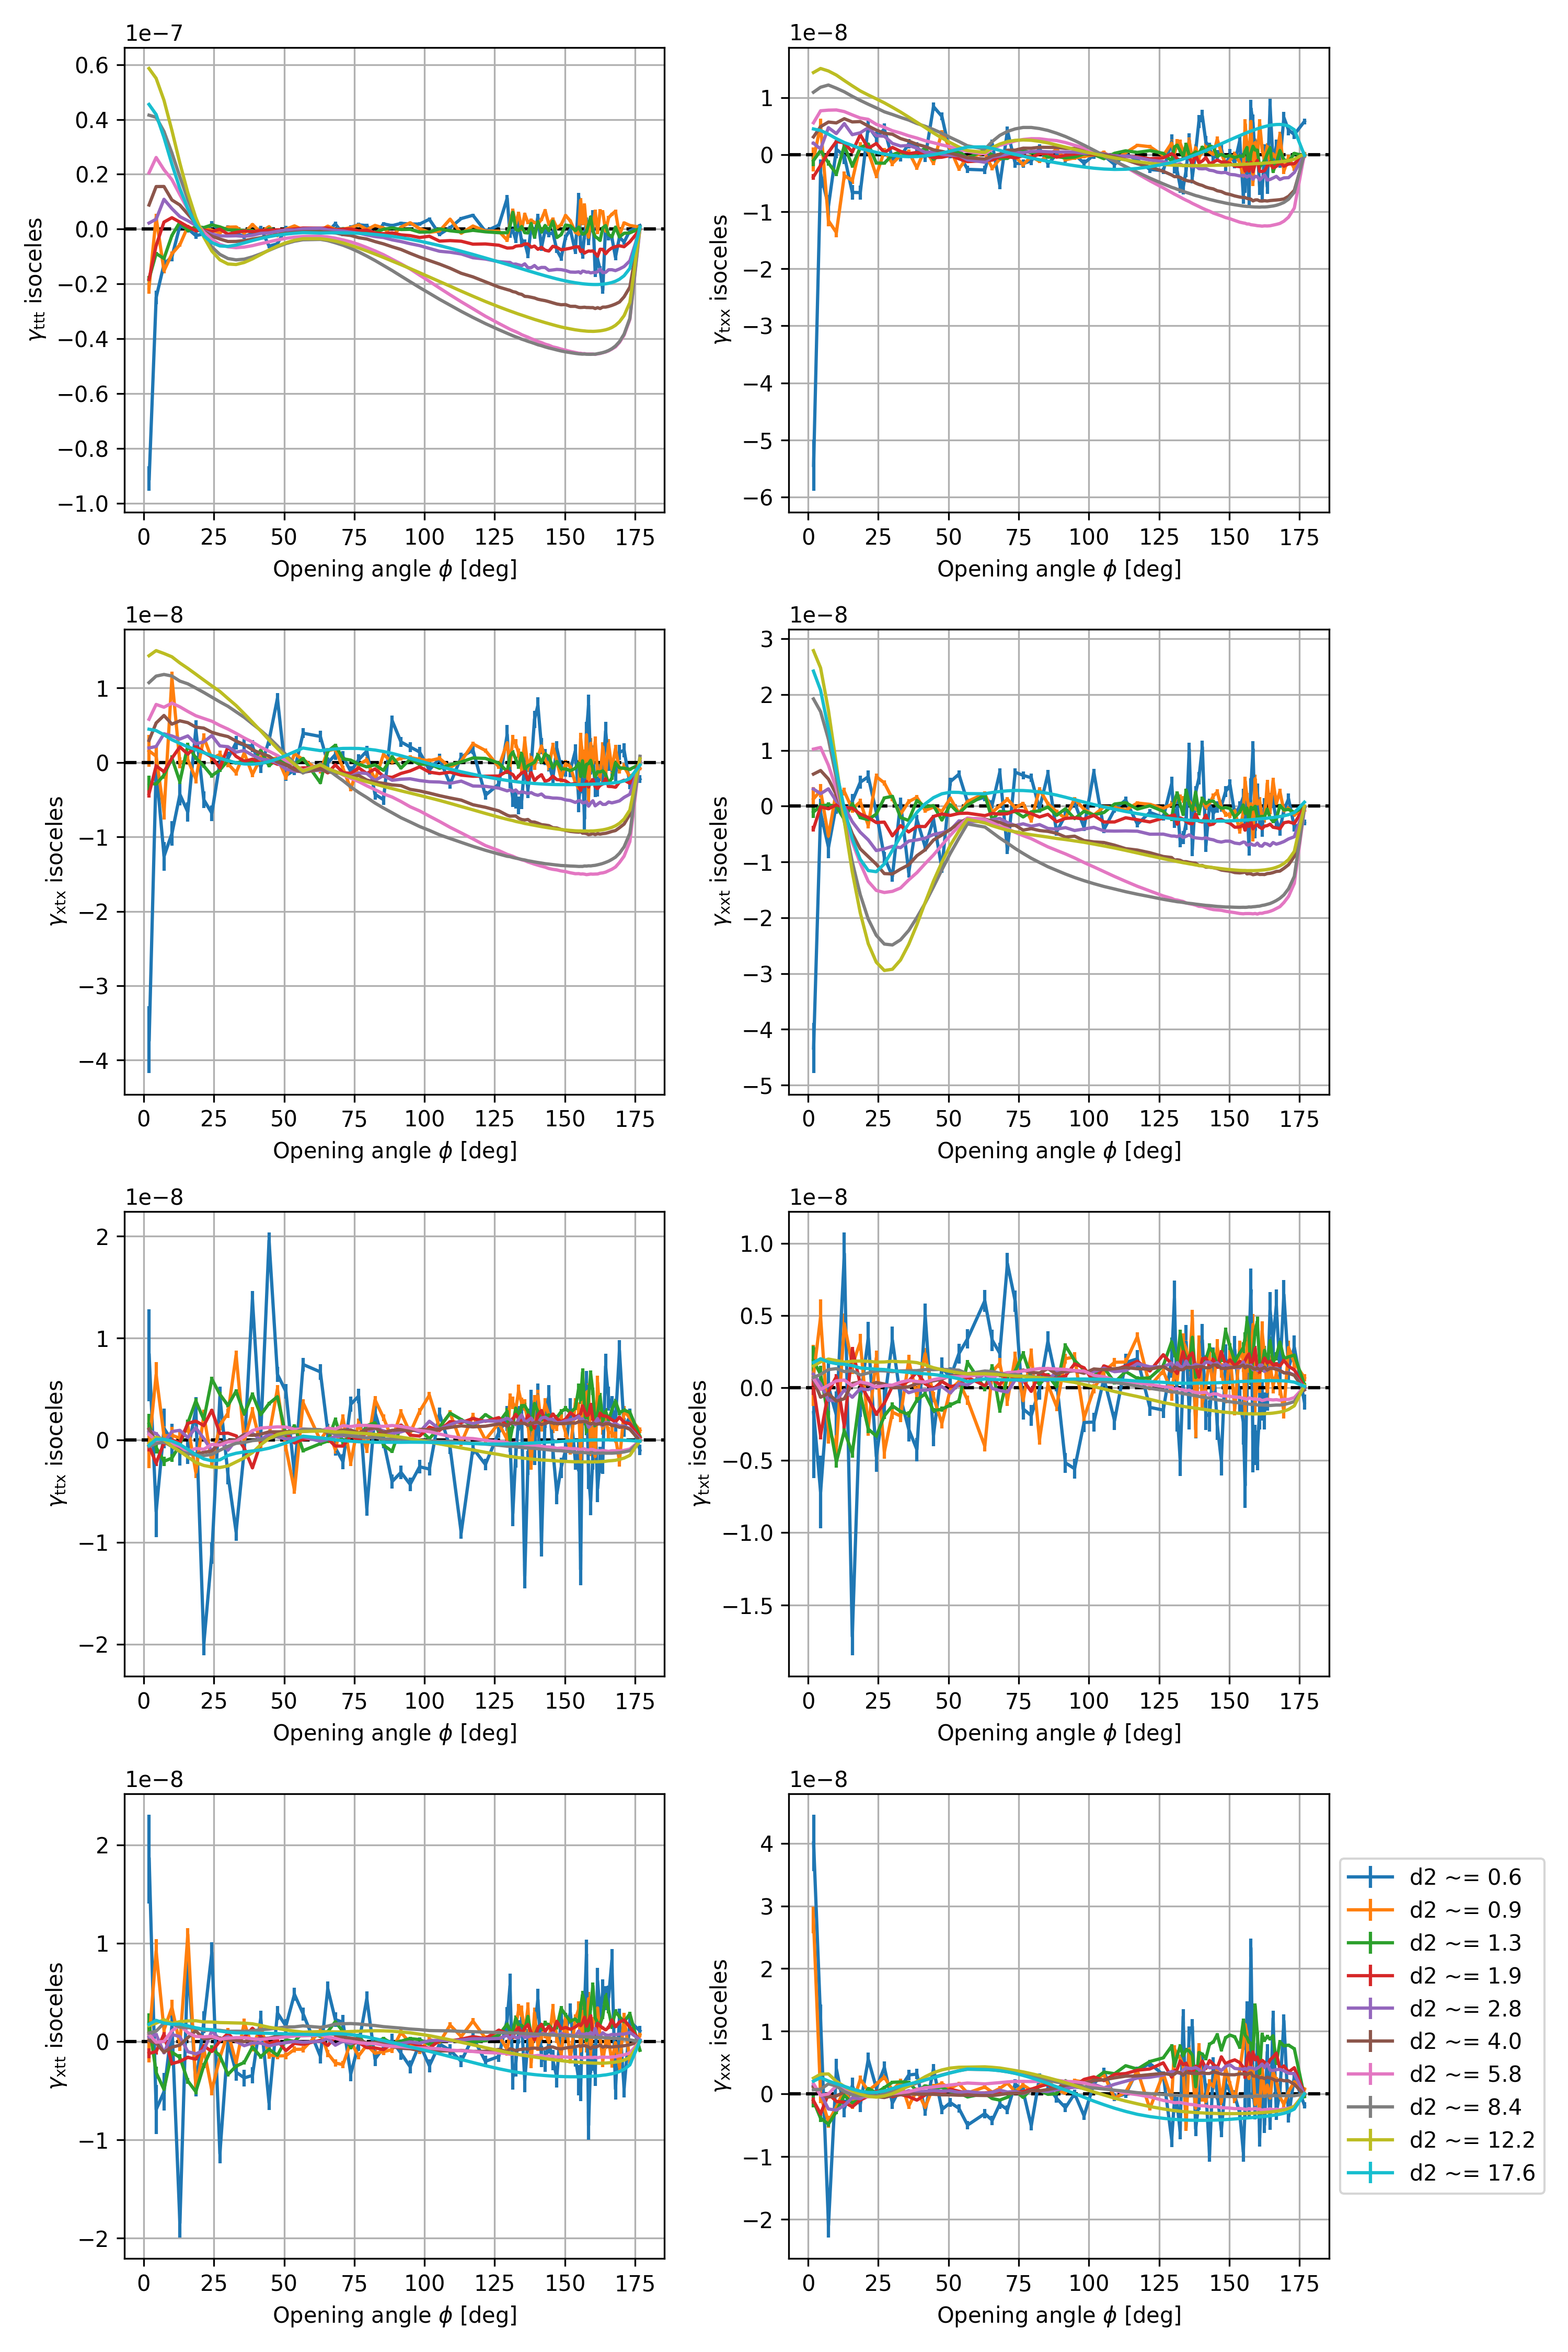 1e−7
0.6
0.4
0.2
0.0
−0.2
−0.4
−0.6
−0.8
−1.0
γttt isoceles
0 25 50 75 100 125 150 175
Opening angle ϕ [deg]
1e−8
1
0
−1
−2
−3
−4
−5
−6
γtxx isoceles
0 25 50 75 100 125 150 175
Opening angle ϕ [deg]
1e−8
1
0
−1
−2
−3
−4
γxtx isoceles
0 25 50 75 100 125 150 175
Opening angle ϕ [deg]
1e−8
3
2
1
0
−1
−2
−3
−4
−5
γxxt isoceles
0 25 50 75 100 125 150 175
Opening angle ϕ [deg]
1e−8
2
1
0
−1
−2
γttx isoceles
0 25 50 75 100 125 150 175
Opening angle ϕ [deg]
1e−8
1.0
0.5
0.0
−0.5
−1.0
−1.5
γtxt isoceles
0 25 50 75 100 125 150 175
Opening angle ϕ [deg]
1e−8
2
1
0
−1
−2
γxtt isoceles
0 25 50 75 100 125 150 175
Opening angle ϕ [deg]
1e−8
4
3
2
1
0
−1
−2
γxxx isoceles
0 25 50 75 100 125 150 175
Opening angle ϕ [deg]
d2 ~= 0.6
d2 ~= 0.9
d2 ~= 1.3
d2 ~= 1.9
d2 ~= 2.8
d2 ~= 4.0
d2 ~= 5.8
d2 ~= 8.4
d2 ~= 12.2
d2 ~= 17.6